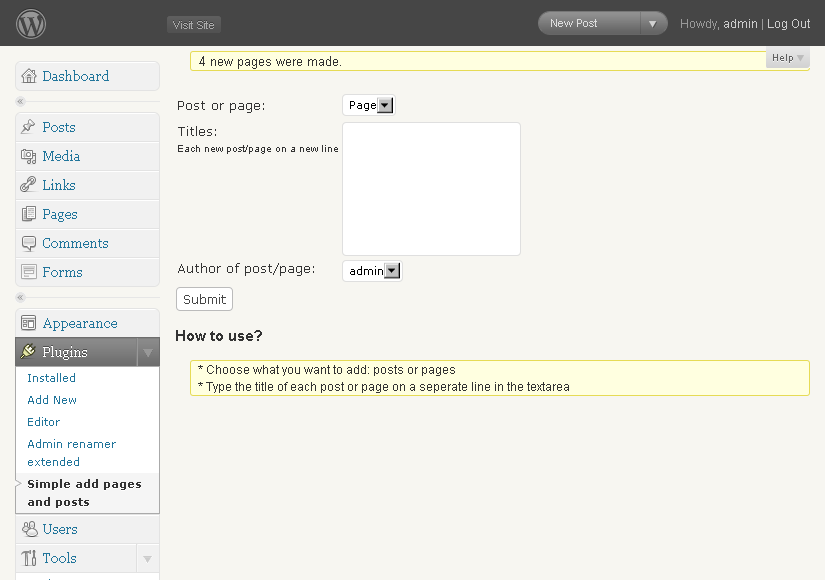 Visit Site
New Post
Howdy, admin | Log Out
4 new pages were made.
Help
Dashboard
Posts
Media
Links
Pages
Comments
Forms
Appearance
Plugins
Installed
Add New
Editor
Admin renamer
extended
Simple add pages
and posts
Users
Tools
Post or page:
Page
Titles:
Each new post/page on a new line
Author of post/page:
admin
Submit
How to use?
* Choose what you want to add: posts or pages
* Type the title of each post or page on a seperate line in the textarea